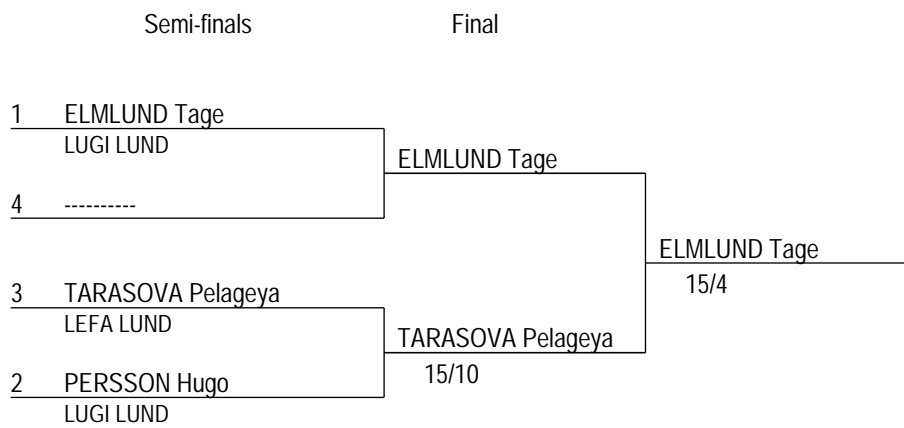 Semi-finals Final
1 ELMLUND Tage
LUGI LUND
ELMLUND Tage
4 ----------
ELMLUND Tage
15/4
3 TARASOVA Pelageya
LEFA LUND
TARASOVA Pelageya
15/10
2 PERSSON Hugo
LUGI LUND